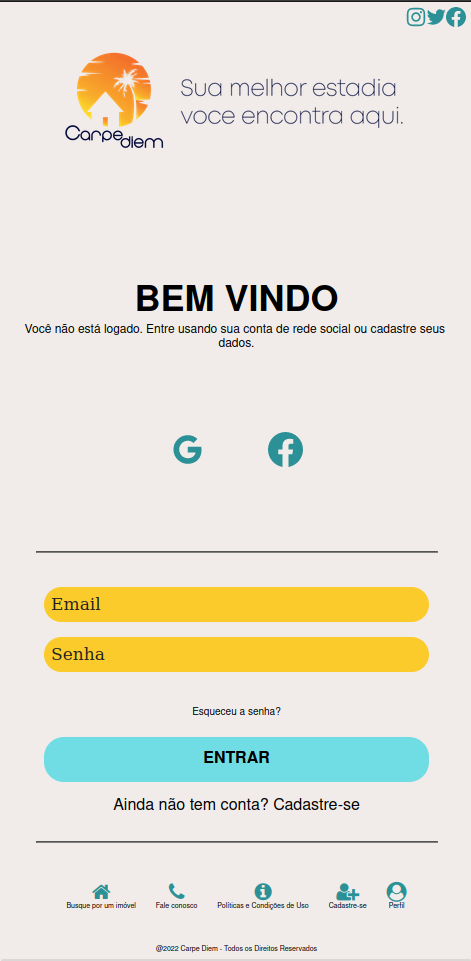 Sua melhor estadia
voce encontra aqui.
Carpe diem
BEM VINDO
Você não está logado. Entre usando sua conta de rede social ou cadastre seus
dados.
Email
Senha
Esqueceu a senha?
ENTRAR
Ainda não tem conta? Cadastre-se
Busque por um imóvel
Fale conosco
Políticas e Condições de Uso
Cadastre-se
Perfil
@2022 Carpe Diem - Todos os Direitos Reservados